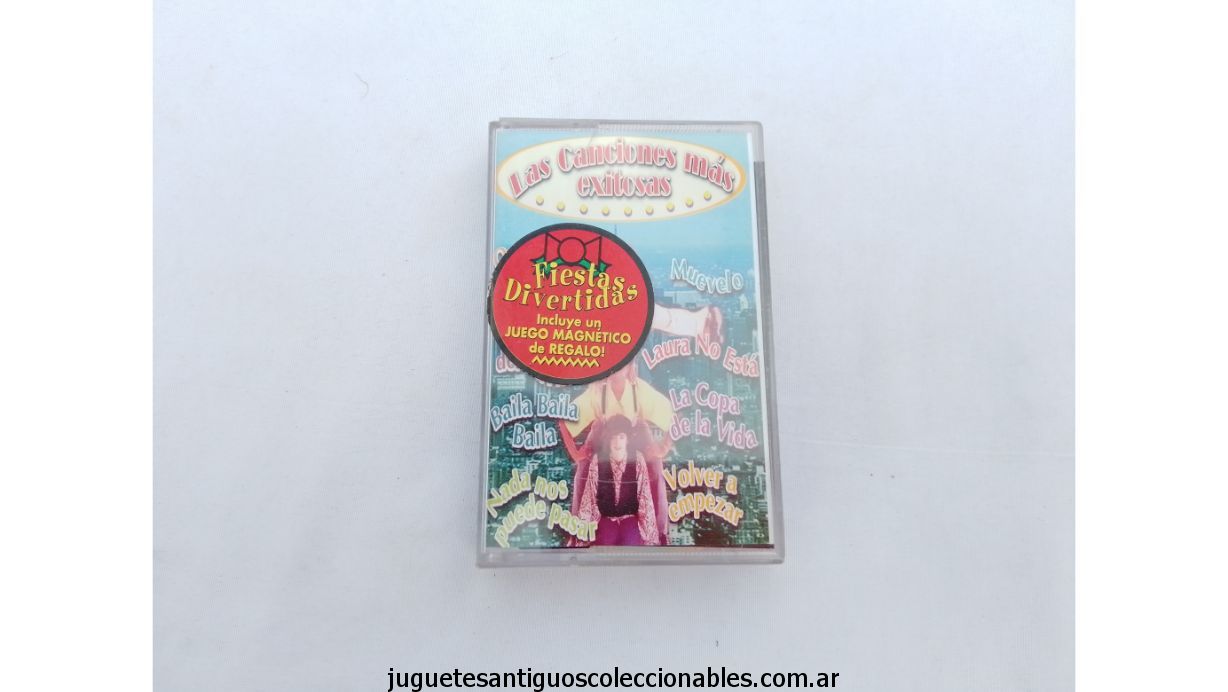 Las Canciones más
exitosas
Fiestas
Divertidas
Incluye un
JUEGO MAGNÉTICO
de REGALO!
Muevelo
Laura No Está
Baila Baila
Baila
La Copa
de la Vida
Nada nos
puede pasar
Volver a
empezar
juguetesantiguoscoleccionables.com.ar